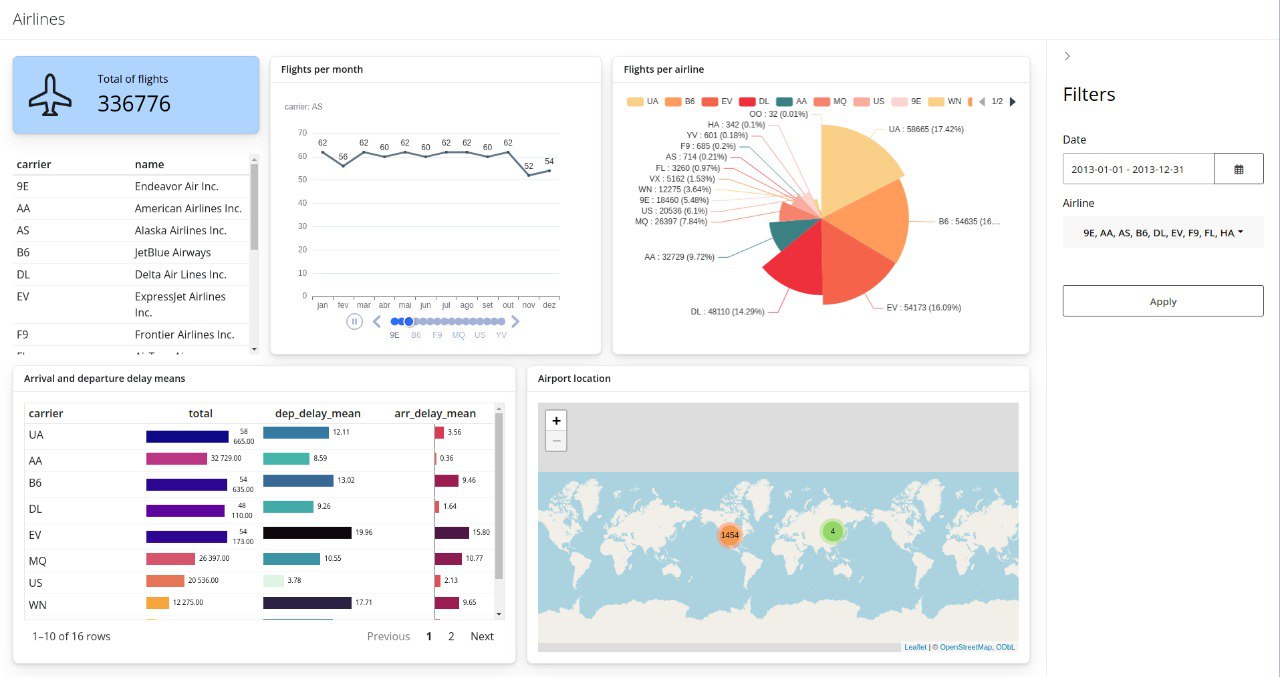 Airlines
Total of flights
336776
carrier name
9E Endeavor Air Inc.
AA American Airlines Inc.
AS Alaska Airlines Inc.
B6 JetBlue Airways
DL Delta Air Lines Inc.
EV ExpressJet Airlines
Inc.
F9 Frontier Airlines Inc.
Flights per month
carrier: AS
70
60
50
40
30
20
10
0
62 56 62 60 62 60 62 62 60 62 52 54
jan fev mar abr mai jun jul ago set out nov dez
9E B6 F9 MQ US YV
Flights per airline
UA B6 EV DL AA MQ US 9E WN 1/2
OO : 32 (0.01%)
HA : 342 (0.1%)
YV : 601 (0.18%)
F9 : 685 (0.2%)
AS : 714 (0.21%)
FL : 3260 (0.97%)
VX : 5162 (1.53%)
WN : 12275 (3.64%)
9E : 18460 (5.48%)
US : 20536 (6.1%)
MQ : 26397 (7.84%)
AA : 32729 (9.72%)
DL : 48110 (14.29%)
UA : 58665 (17.42%)
B6 : 54635 (16....
EV : 54173 (16.09%)
Filters
Date
2013-01-01 - 2013-12-31
Airline
9E, AA, AS, B6, DL, EV, F9, FL, HA
Apply
Arrival and departure delay means
carrier total dep_delay_mean arr_delay_mean
UA 58 665.00 12.11 3.56
AA 32 729.00 8.59 0.36
B6 54 635.00 13.02 9.46
DL 48 110.00 9.26 1.64
EV 54 173.00 19.96 15.80
MQ 26 397.00 10.55 10.77
US 20 536.00 3.78 2.13
WN 12 275.00 17.71 9.65
1–10 of 16 rows
Previous 1 2 Next
Airport location
+
−
1454
4
Leaflet | © OpenStreetMap, ODbL